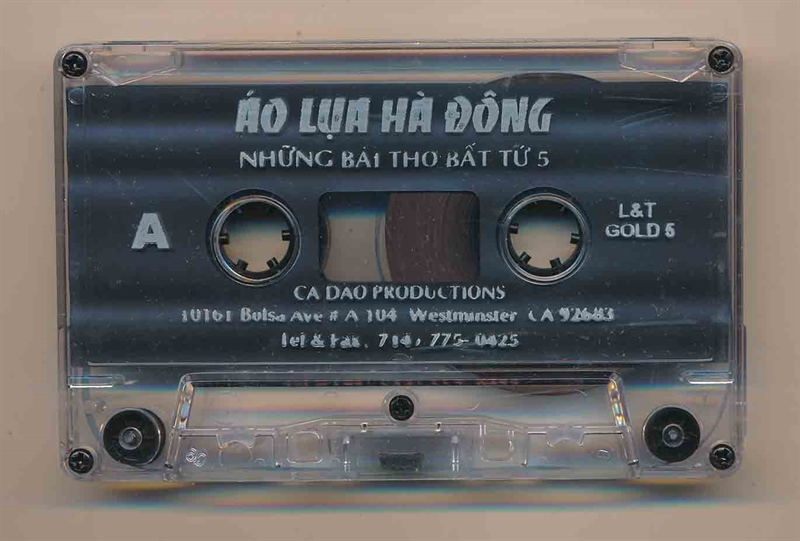 ÁO LỤA HÀ ĐÔNG
NHỮNG BÀI THƠ BẤT TỬ 5
A
L&T
GOLD 5
CA DAO PRODUCTIONS
10161 Bolsa Ave # A 104 Westminster CA 92683
Tel & Fax. 714) 775-0425